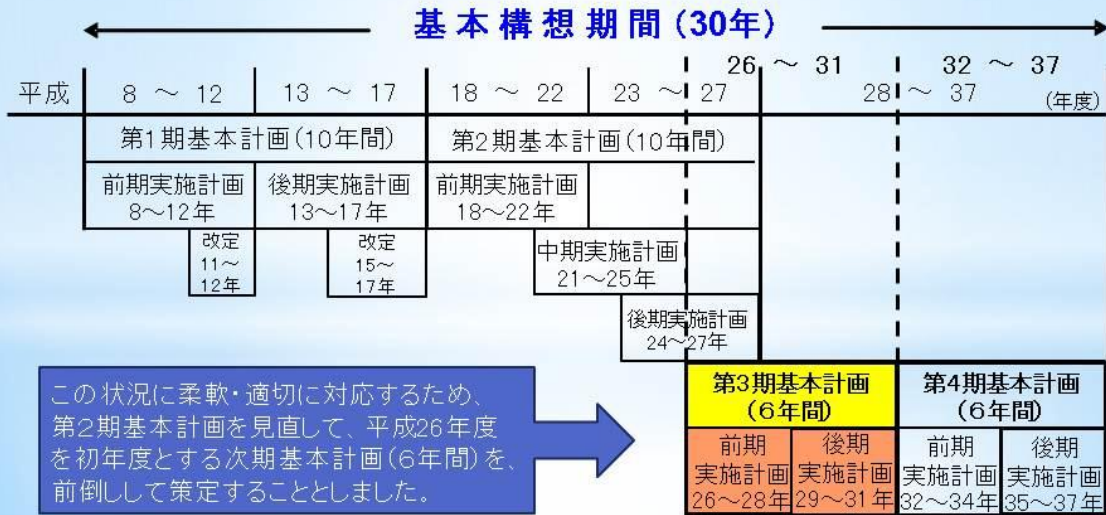 基本構想期間(30年)
26 ～ 31
32 ～ 37
平成
8 ～ 12
13 ～ 17
18 ～ 22
23 ～ 27
28 ～ 37
(年度)
第1期基本計画(10年間)
第2期基本計画(10年間)
前期実施計画
8～12年
後期実施計画
13～17年
前期実施計画
18～22年
改定
11～
12年
改定
15～
17年
中期実施計画
21～25年
後期実施計画
24～27年
この状況に柔軟・適切に対応するため、
第2期基本計画を見直して、平成26年度
を初年度とする次期基本計画(6年間)を、
前倒しして策定することとしました。
第3期基本計画
(6年間)
第4期基本計画
(6年間)
前期
実施計画
26～28年
後期
実施計画
29～31年
前期
実施計画
32～34年
後期
実施計画
35～37年